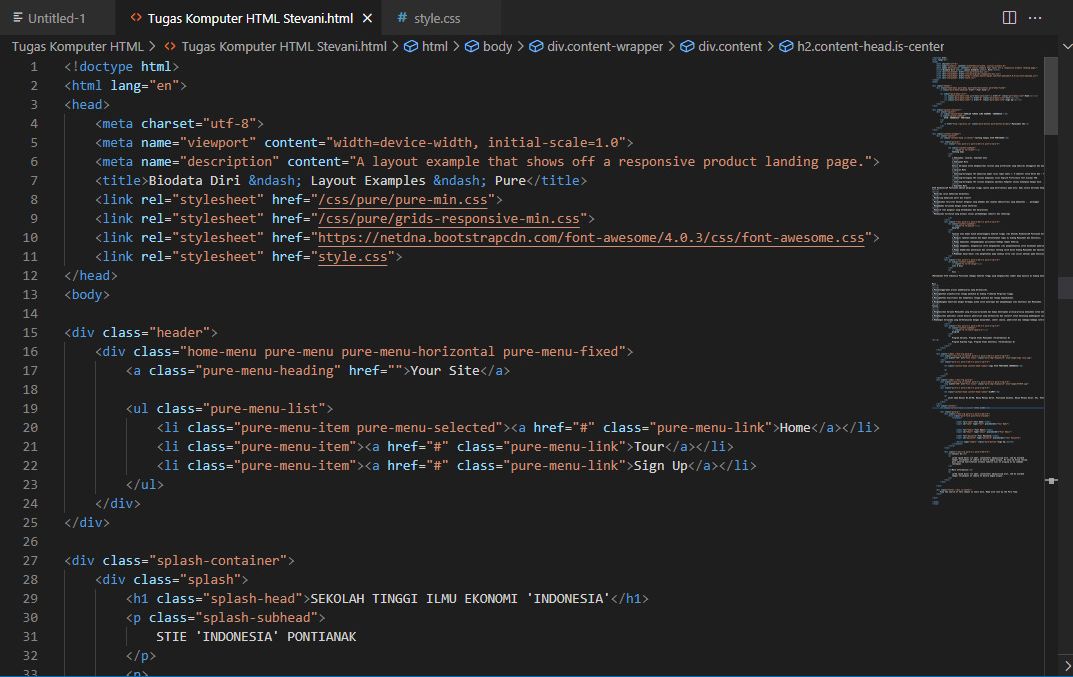 Untitled-1
Tugas Komputer HTML Stevani.html
# style.css
Tugas Komputer HTML > Tugas Komputer HTML Stevani.html > html > body > div.content-wrapper > div.content > h2.content-head.is-center
1 <!doctype html>
2 <html lang="en">
3 <head>
4 <meta charset="utf-8">
5 <meta name="viewport" content="width=device-width, initial-scale=1.0">
6 <meta name="description" content="A layout example that shows off a responsive product landing page.">
7 <title>Biodata Diri &ndash; Layout Examples &ndash; Pure</title>
8 <link rel="stylesheet" href="/css/pure/pure-min.css">
9 <link rel="stylesheet" href="/css/pure/grids-responsive-min.css">
10 <link rel="stylesheet" href="https://netdna.bootstrapcdn.com/font-awesome/4.0.3/css/font-awesome.css">
11 <link rel="stylesheet" href="style.css">
12 </head>
13 <body>
14
15 <div class="header">
16 <div class="home-menu pure-menu pure-menu-horizontal pure-menu-fixed">
17 <a class="pure-menu-heading" href="">Your Site</a>
18
19 <ul class="pure-menu-list">
20 <li class="pure-menu-item pure-menu-selected"><a href="#" class="pure-menu-link">Home</a></li>
21 <li class="pure-menu-item"><a href="#" class="pure-menu-link">Tour</a></li>
22 <li class="pure-menu-item"><a href="#" class="pure-menu-link">Sign Up</a></li>
23 </ul>
24 </div>
25 </div>
26
27 <div class="splash-container">
28 <div class="splash">
29 <h1 class="splash-head">SEKOLAH TINGGI ILMU EKONOMI 'INDONESIA'</h1>
30 <p class="splash-subhead">
31 STIE 'INDONESIA' PONTIANAK
32 </p>
33 <p>